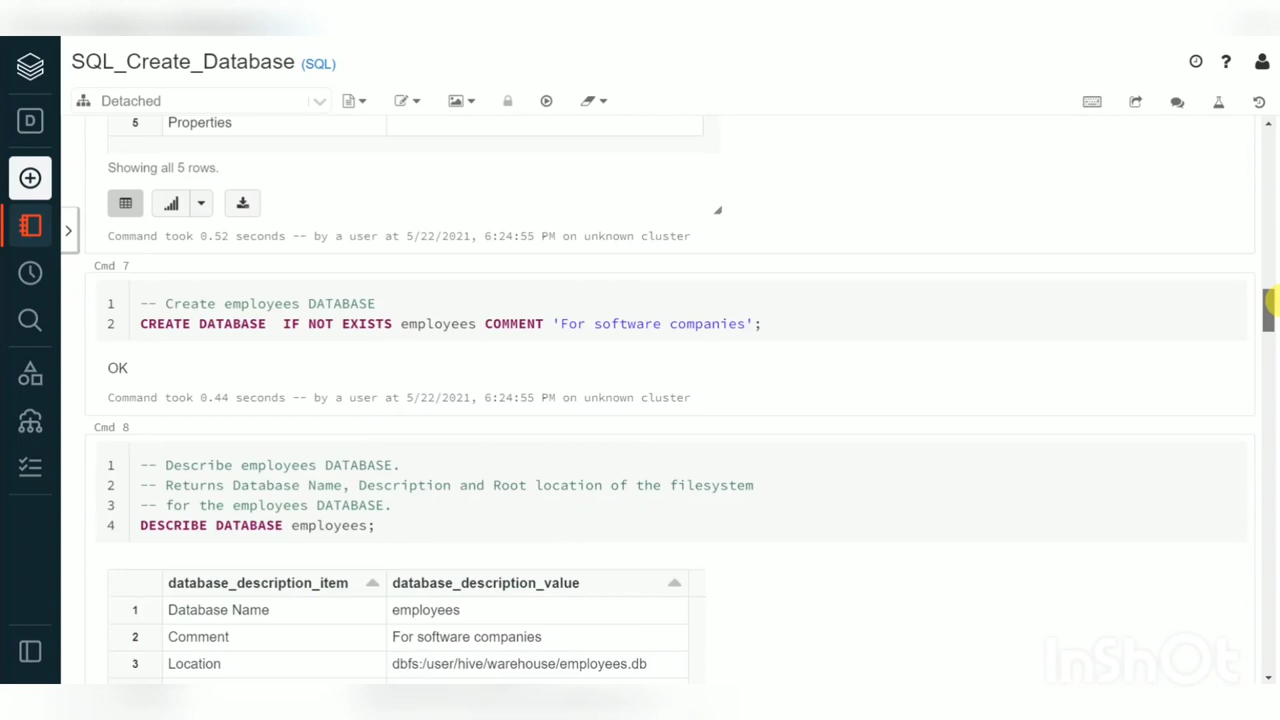 SQL_Create_Database (SQL)
Detached
D
5 Properties
Showing all 5 rows.
Command took 0.52 seconds -- by a user at 5/22/2021, 6:24:55 PM on unknown cluster
Cmd 7
1 -- Create employees DATABASE
2 CREATE DATABASE  IF NOT EXISTS employees COMMENT 'For software companies';
OK
Command took 0.44 seconds -- by a user at 5/22/2021, 6:24:55 PM on unknown cluster
Cmd 8
1 -- Describe employees DATABASE.
2 -- Returns Database Name, Description and Root location of the filesystem
3 -- for the employees DATABASE.
4 DESCRIBE DATABASE employees;
database_description_item database_description_value
1 Database Name employees
2 Comment For software companies
3 Location dbfs:/user/hive/warehouse/employees.db
InShOt